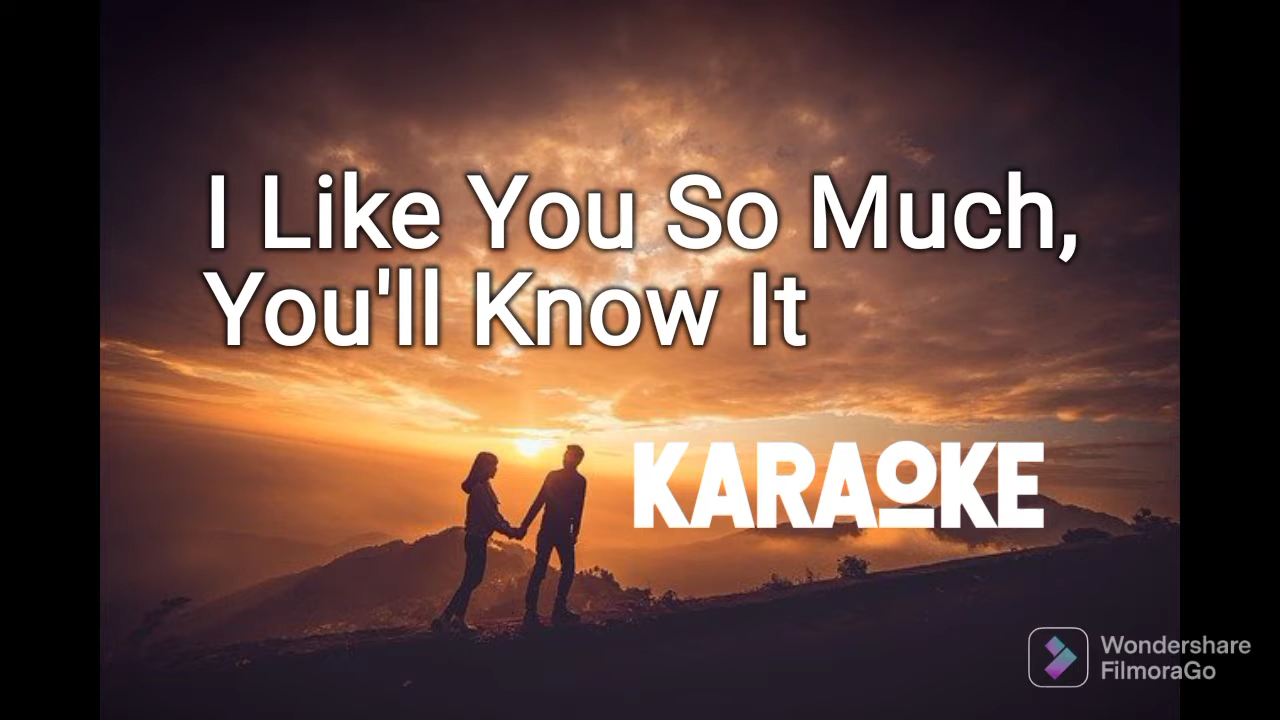 I Like You So Much,
You'll Know It
KARAOKE
Wondershare
FilmoraGo